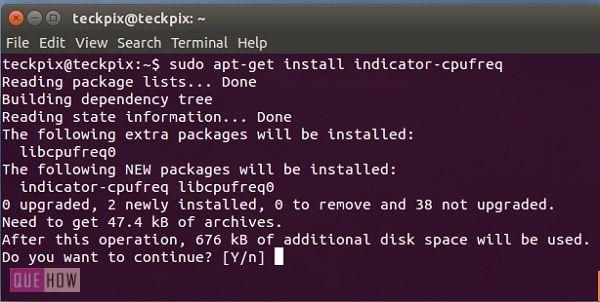 teckpix@teckpix: ~
File Edit View Search Terminal Help
teckpix@teckpix:~$ sudo apt-get install indicator-cpufreq
Reading package lists... Done
Building dependency tree
Reading state information... Done
The following extra packages will be installed:
  libcpufreq0
The following NEW packages will be installed:
  indicator-cpufreq libcpufreq0
0 upgraded, 2 newly installed, 0 to remove and 38 not upgraded.
Need to get 47.4 kB of archives.
After this operation, 676 kB of additional disk space will be used.
Do you want to continue? [Y/n]
QUE HOW